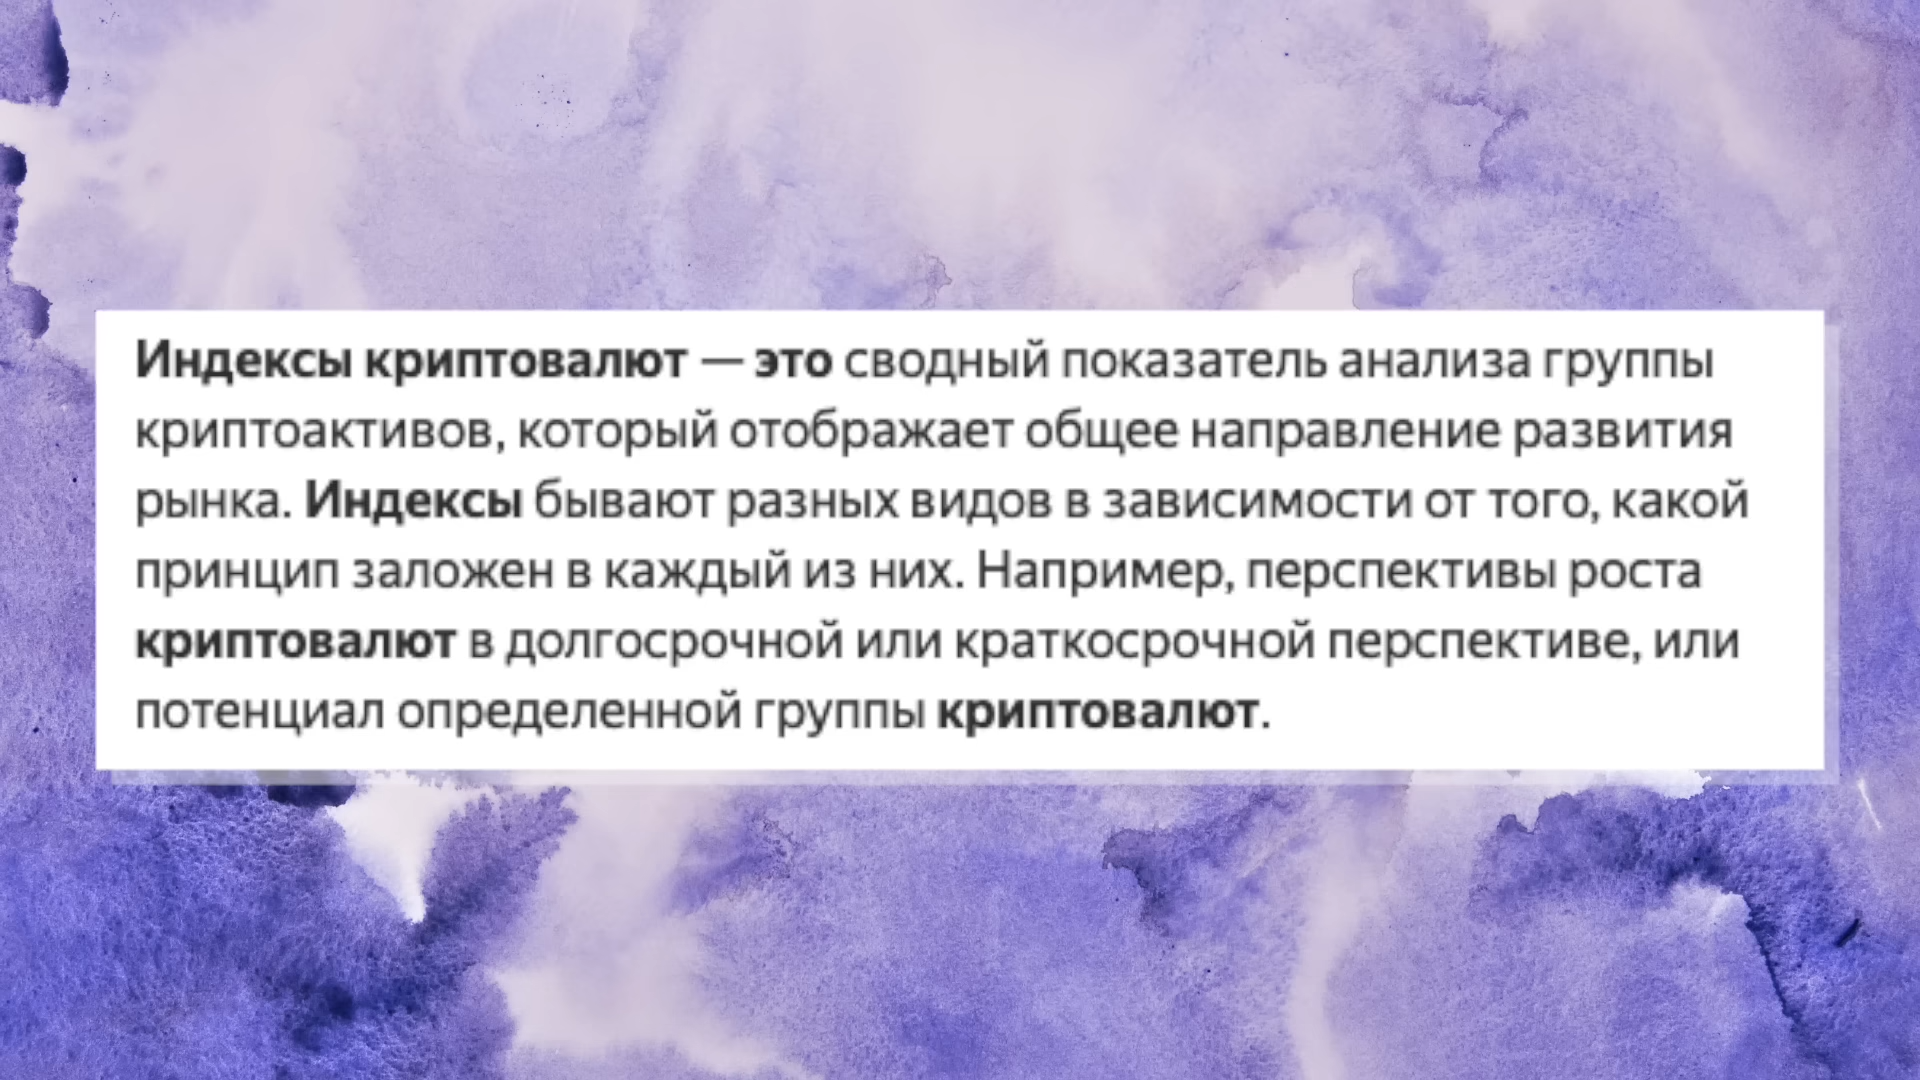 Индексы криптовалют — это сводный показатель анализа группы
криптоактивов, который отображает общее направление развития
рынка. Индексы бывают разных видов в зависимости от того, какой
принцип заложен в каждый из них. Например, перспективы роста
криптовалют в долгосрочной или краткосрочной перспективе, или
потенциал определенной группы криптовалют.